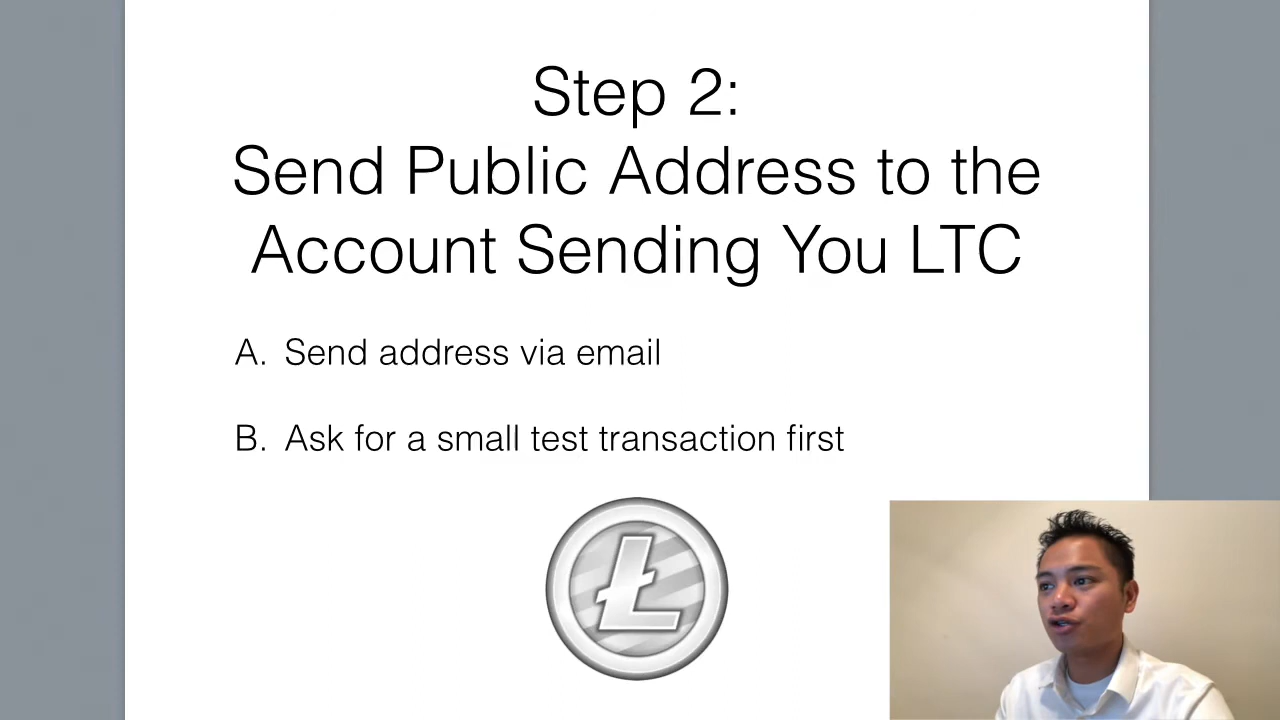 Step 2:
Send Public Address to the
Account Sending You LTC
A. Send address via email
B. Ask for a small test transaction first